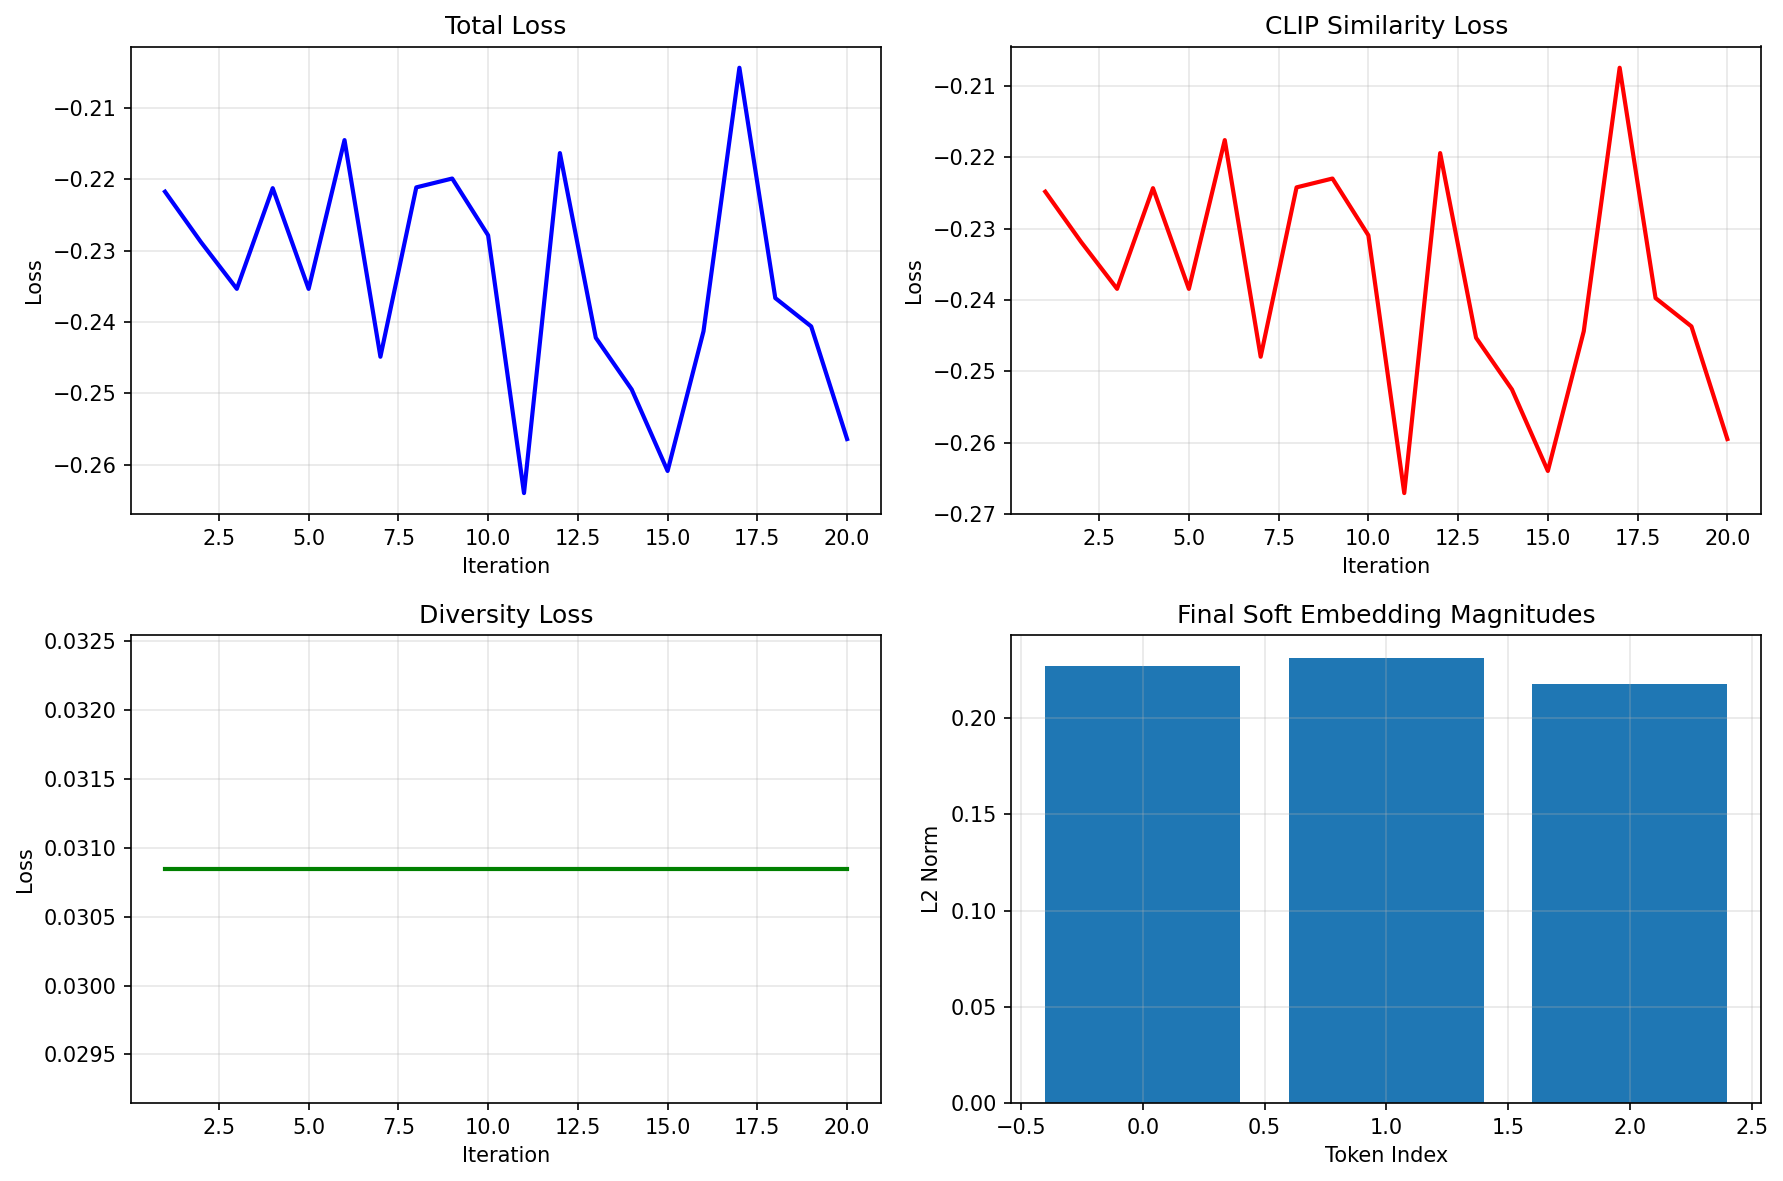 Total Loss
Loss
−0.21
−0.22
−0.23
−0.24
−0.25
−0.26
2.5 5.0 7.5 10.0 12.5 15.0 17.5 20.0
Iteration
CLIP Similarity Loss
Loss
−0.21
−0.22
−0.23
−0.24
−0.25
−0.26
−0.27
2.5 5.0 7.5 10.0 12.5 15.0 17.5 20.0
Iteration
Diversity Loss
Loss
0.0325
0.0320
0.0315
0.0310
0.0305
0.0300
0.0295
2.5 5.0 7.5 10.0 12.5 15.0 17.5 20.0
Iteration
Final Soft Embedding Magnitudes
L2 Norm
0.20
0.15
0.10
0.05
0.00
−0.5 0.0 0.5 1.0 1.5 2.0 2.5
Token Index